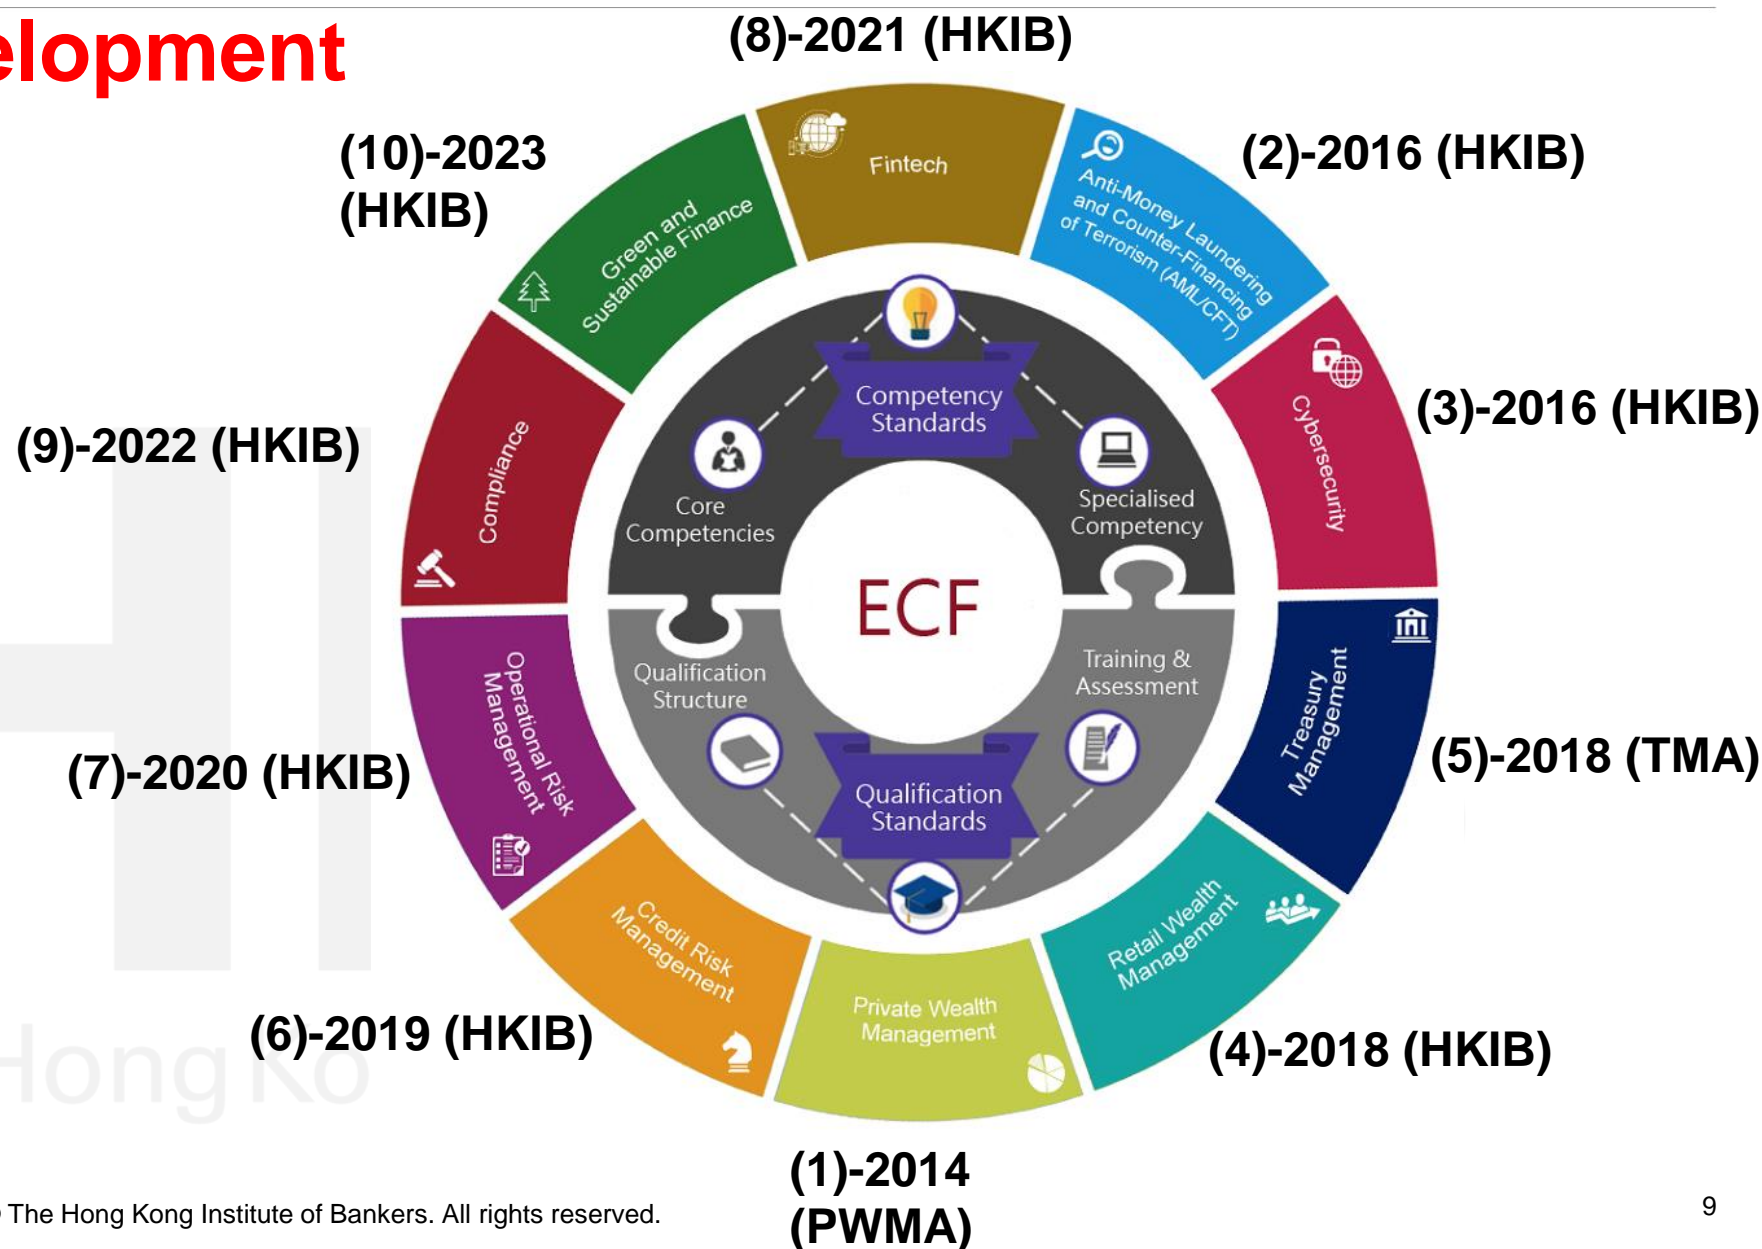 elopment
(8)-2021 (HKIB)
(10)-2023
(HKIB)
(2)-2016 (HKIB)
Fintech
Green and
Sustainable Finance
Anti-Money Laundering
and Counter-Financing
of Terrorism (AML/CFT)
(9)-2022 (HKIB)
Compliance
Competency
Standards
Core
Competencies
Specialised
Competency
Cybersecurity
(3)-2016 (HKIB)
ECF
Operational Risk
Management
Qualification
Structure
Training &
Assessment
Treasury
Management
(7)-2020 (HKIB)
(5)-2018 (TMA)
Qualification
Standards
Credit Risk
Management
Private Wealth
Management
Retail Wealth
Management
(6)-2019 (HKIB)
(4)-2018 (HKIB)
HI
Hong Ko
(1)-2014
(PWMA)
The Hong Kong Institute of Bankers. All rights reserved.
9